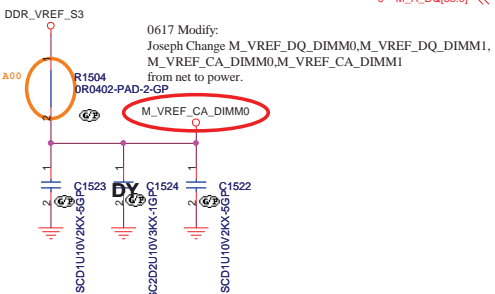 DDR_VREF_S3
0617 Modify:
Joseph Change M_VREF_DQ_DIMM0,M_VREF_DQ_DIMM1,
M_VREF_CA_DIMM0,M_VREF_CA_DIMM1
from net to power.
A00
1
R1504
0R0402-PAD-2-GP
2
G/P
M_VREF_CA_DIMM0
1
1
1
C1523
DY
C1524
C1522
2
G/P
2
G/P
2
G/P
SCD1U10V2KX-5GP
SC2D2U10V3KX-1GP
SCD1U10V2KX-5GP